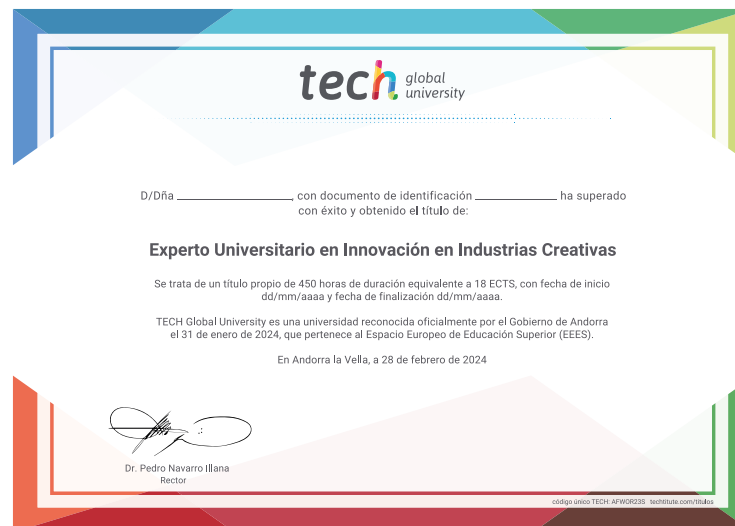 tech global university
D/Dña ______________, con documento de identificación ______________ ha superado
con éxito y obtenido el título de:
Experto Universitario en Innovación en Industrias Creativas
Se trata de un título propio de 450 horas de duración equivalente a 18 ECTS, con fecha de inicio
dd/mm/aaaa y fecha de finalización dd/mm/aaaa.
TECH Global University es una universidad reconocida oficialmente por el Gobierno de Andorra
el 31 de enero de 2024, que pertenece al Espacio Europeo de Educación Superior (EEES).
En Andorra la Vella, a 28 de febrero de 2024
Dr. Pedro Navarro Illana
Rector
código único TECH: AFWOR23S techtitute.com/titulos